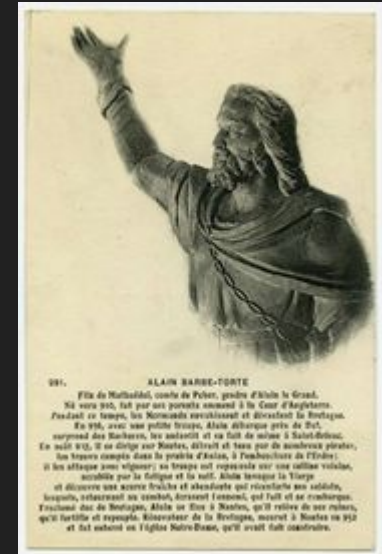 291. ALAIN BARBE-TORTE
Fils de Mathuédoï, comte de Poher, gendre d'Alain le Grand.
Né vers 900, fut par ses parents emmené à la Cour d'Angleterre.
Pendant ce temps, les Normands envahissent et dévastent la Bretagne.
En 936, avec une petite troupe, Alain débarque près de Dol,
surprend des Barbares, les anéantit et en fait de même à Saint-Brieuc.
En août 937, il se dirige sur Nantes, détruit et tous de nombreux pirates,
les trouve campés dans la prairie d'Aniane, à l'embouchure de l'Erdre;
il les attaque avec vigueur; sa troupe est repoussée sur une colline voisine,
accablée par la fatigue et la soif. Alain invoque la Vierge
et découvre une source fraîche et abondante qui réconforte ses soldats,
lesquels, retournant au combat, écrasent l'ennemi, qui fuit et se rembarque.
Proclamé duc de Bretagne, Alain se fixe à Nantes, qu'il relève de ses ruines,
qu'il fortifie et repeuple. Rénovateur de la Bretagne, mourut à Nantes en 952
et fut enterré en l'église Notre-Dame, qu'il avait fait construire.